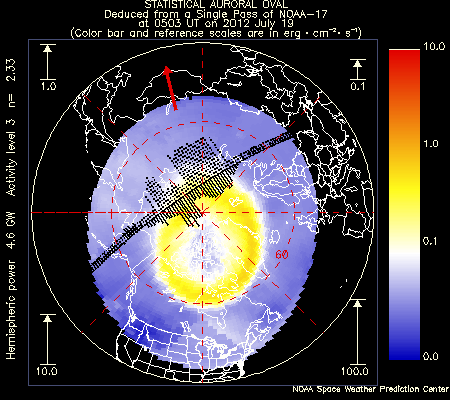 STATISTICAL AURORAL OVAL
Deduced from a Single Pass of NOAA-17
at 0503 UT on 2012 July 19
(Color bar and reference scales are in erg · cm⁻² · s⁻¹)
Hemispheric power 4.6 GW Activity level 3 n= 2.33
1.0
0.1
10.0
100.0
60
10.0
1.0
0.1
0.0
NOAA Space Weather Prediction Center